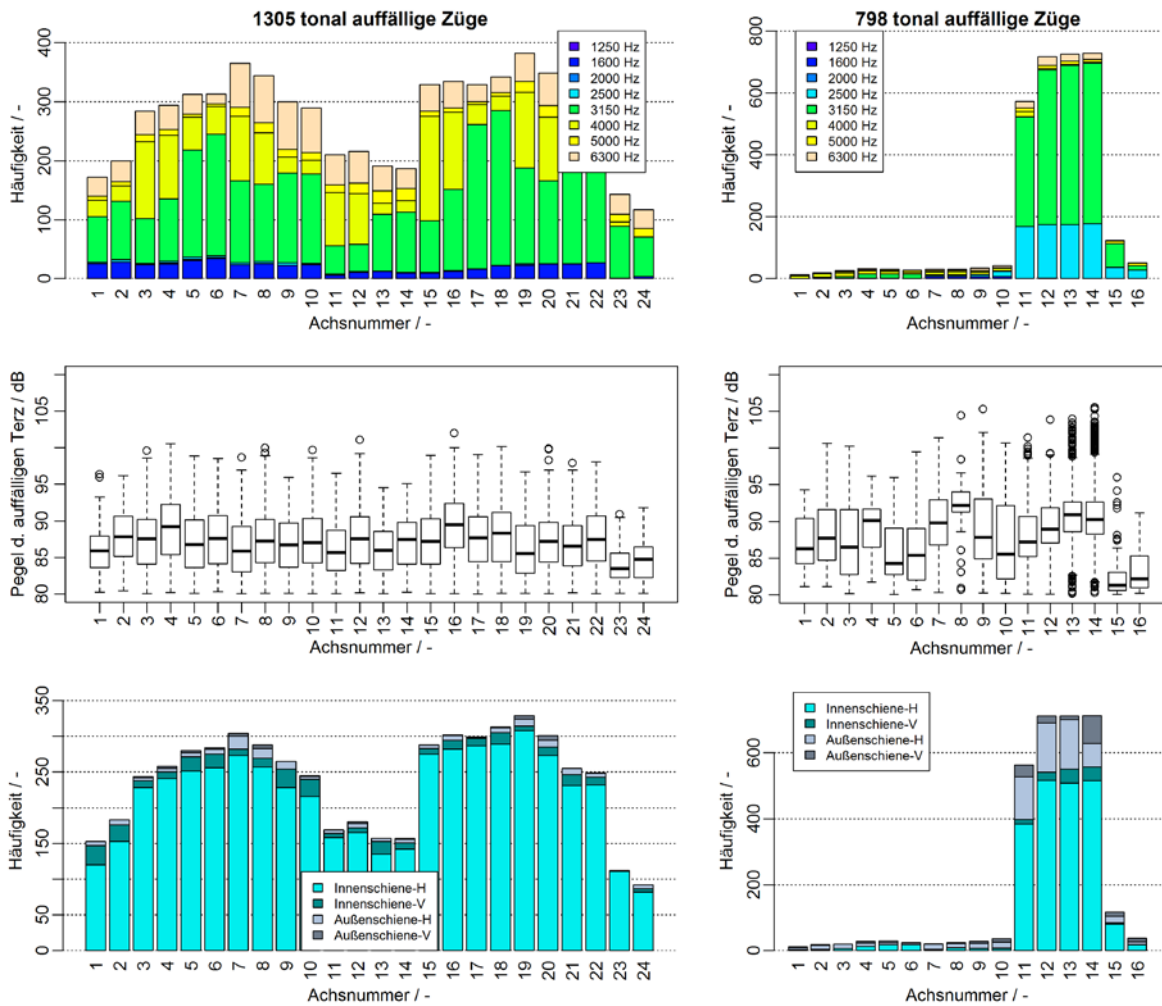 1305 tonal auffällige Züge
Häufigkeit / -
400
300
200
100
0
1250 Hz
1600 Hz
2000 Hz
2500 Hz
3150 Hz
4000 Hz
5000 Hz
6300 Hz
1 2 3 4 5 6 7 8 9 10 11 12 13 14 15 16 17 18 19 20 21 22 23 24
Achsnummer / -
798 tonal auffällige Züge
Häufigkeit / -
800
600
400
200
0
1250 Hz
1600 Hz
2000 Hz
2500 Hz
3150 Hz
4000 Hz
5000 Hz
6300 Hz
1 2 3 4 5 6 7 8 9 10 11 12 13 14 15 16
Achsnummer / -
Pegel d. auffälligen Terz / dB
105
95
90
85
80
1 2 3 4 5 6 7 8 9 10 11 12 13 14 15 16 17 18 19 20 21 22 23 24
Achsnummer / -
Pegel d. auffälligen Terz / dB
105
95
90
85
80
1 2 3 4 5 6 7 8 9 10 11 12 13 14 15 16
Achsnummer / -
Häufigkeit / -
350
250
150
50
0
Innenschiene-H
Innenschiene-V
Außenschiene-H
Außenschiene-V
1 2 3 4 5 6 7 8 9 10 11 12 13 14 15 16 17 18 19 20 21 22 23 24
Achsnummer / -
Häufigkeit / -
600
400
200
0
Innenschiene-H
Innenschiene-V
Außenschiene-H
Außenschiene-V
1 2 3 4 5 6 7 8 9 10 11 12 13 14 15 16
Achsnummer / -